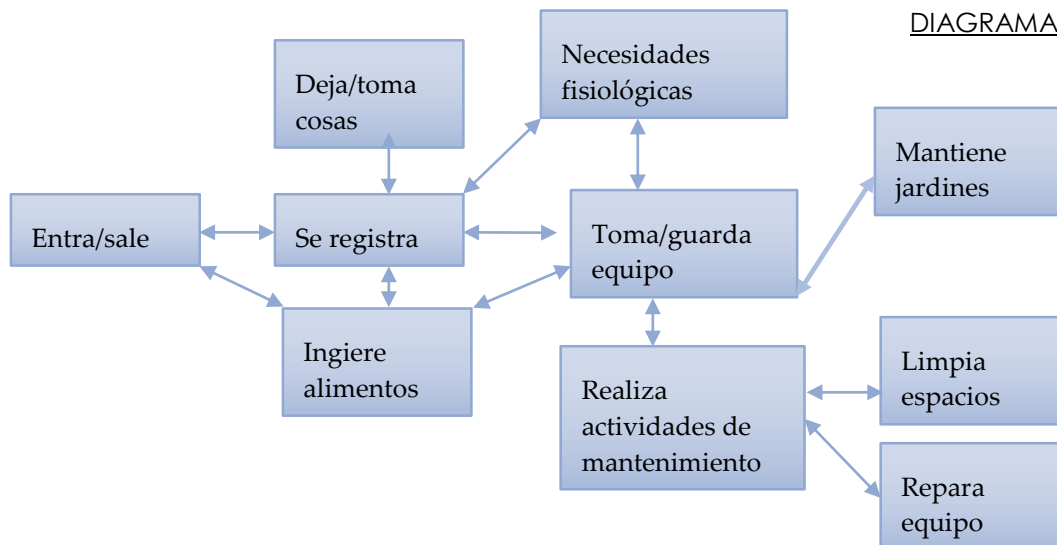 DIAGRAMA
Necesidades
fisiológicas
Deja/toma
cosas
Mantiene
jardines
Entra/sale
Se registra
Toma/guarda
equipo
Ingiere
alimentos
Realiza
actividades de
mantenimiento
Limpia
espacios
Repara
equipo